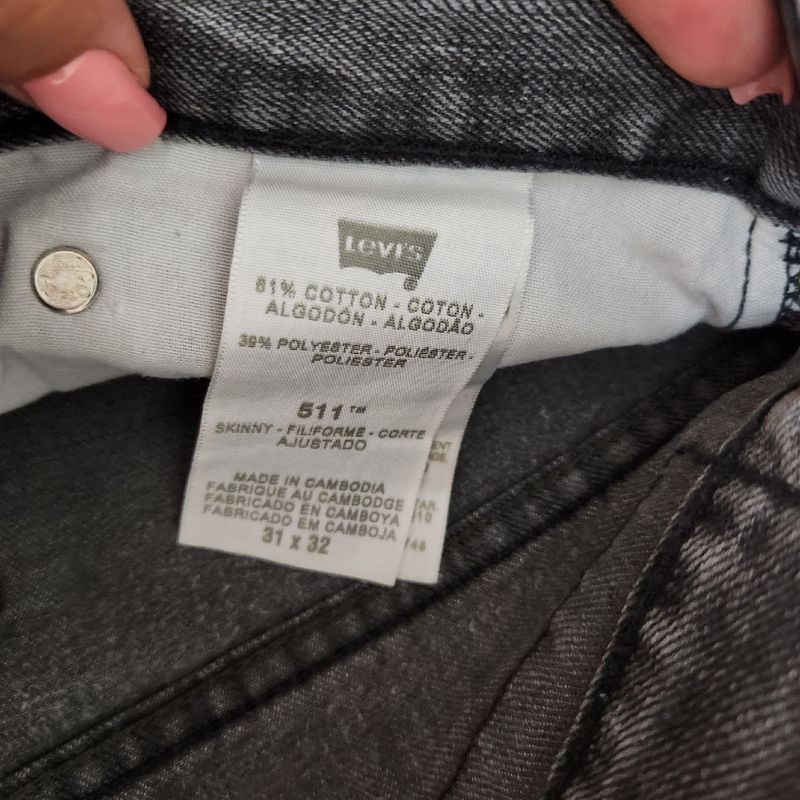 Levi's
61% COTTON - COTON -
ALGODÓN - ALGODÃO
39% POLYESTER - POLIÉSTER -
POLIESTER
511™
SKINNY - FILIFORME - CORTE
AJUSTADO
MADE IN CAMBODIA
FABRIQUE AU CAMBODGE
FABRICADO EN CAMBOYA
FABRICADO EM CAMBOJA
31 x 32